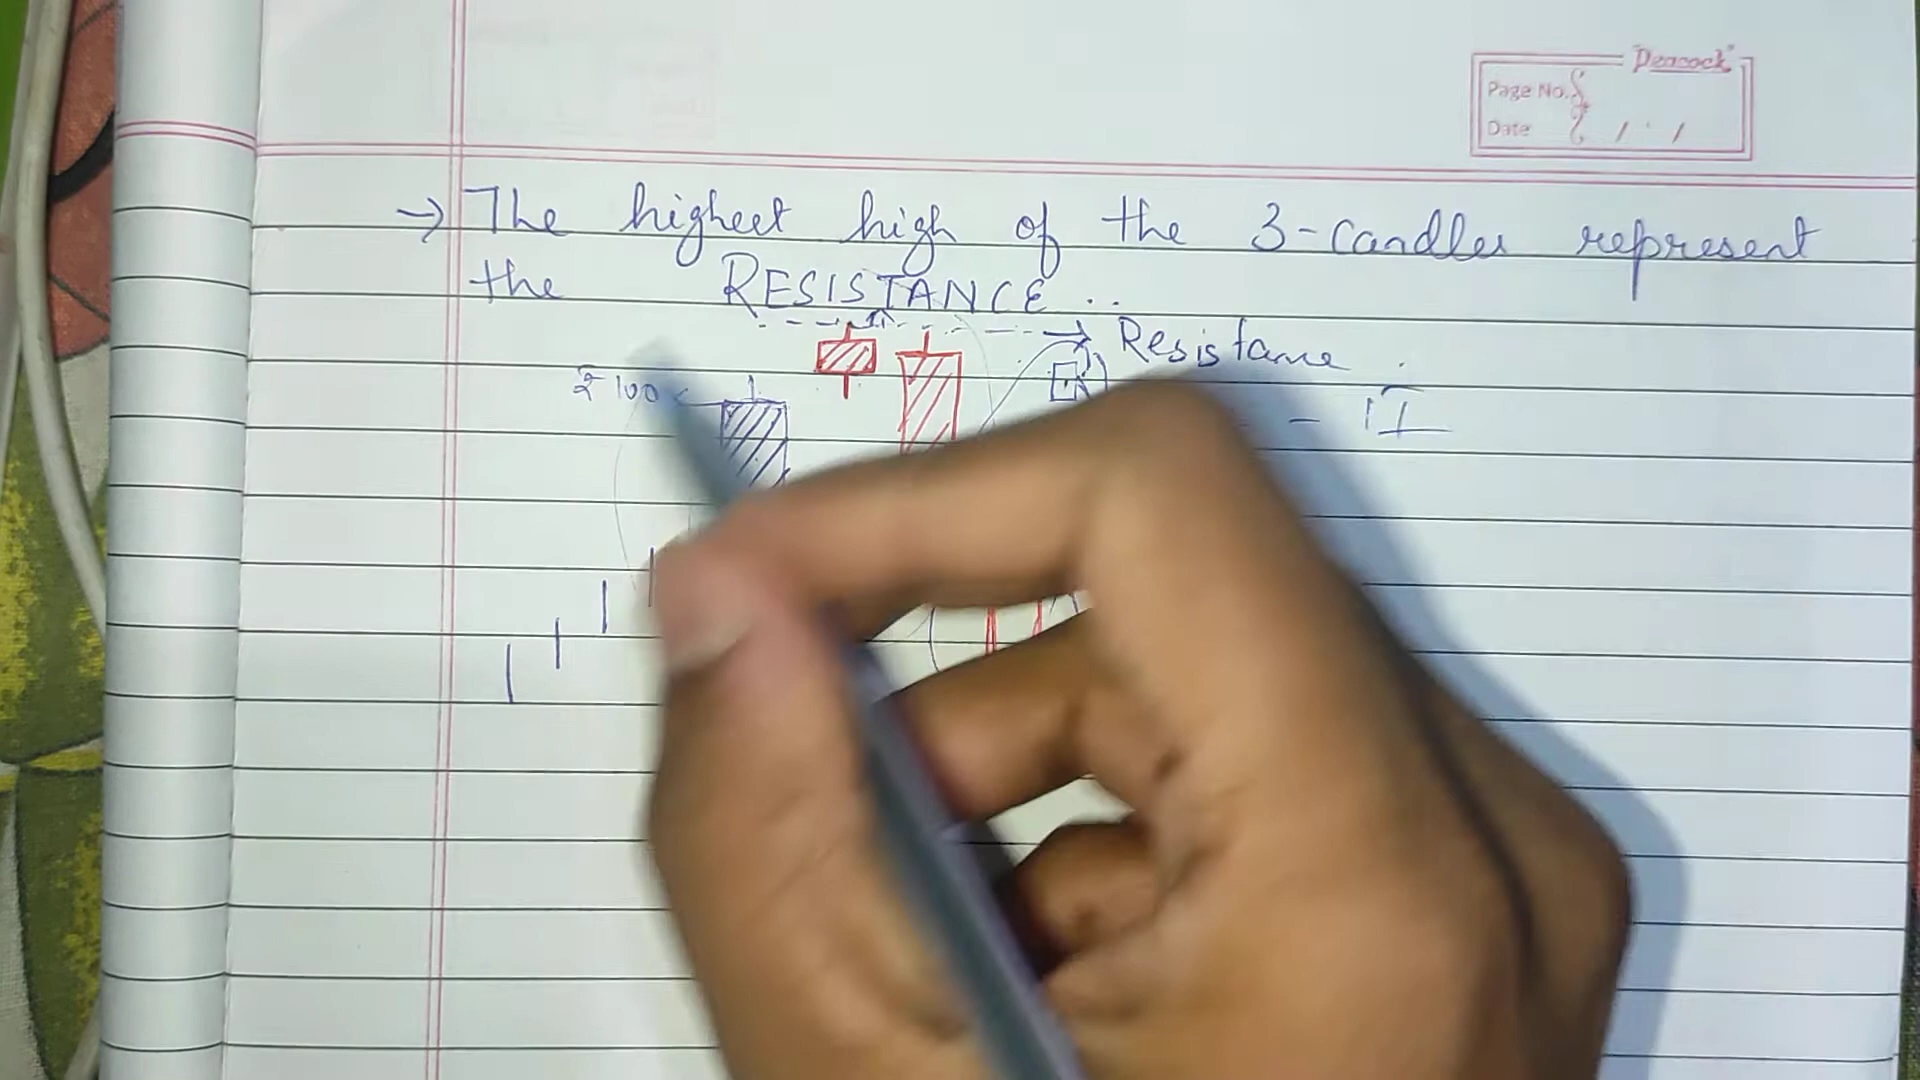 Peacock
Page No.
Date / /
→ The highest high of the 3-candles represent
the RESISTANCE..
Resistance
₹ 100